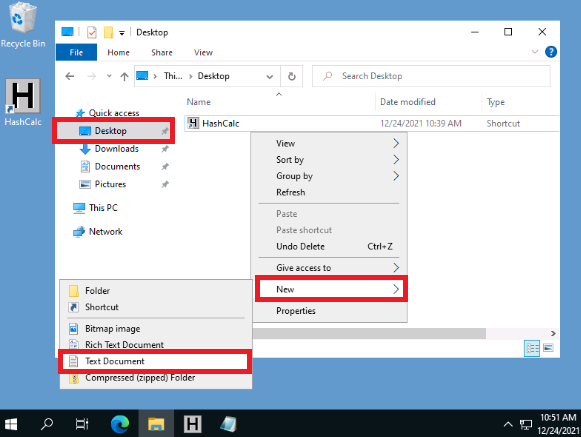 Recycle Bin
HashCalc
Desktop
File
Home
Share
View
Thi...
Desktop
Search Desktop
Quick access
Desktop
Downloads
Documents
Pictures
This PC
Network
Name
Date modified
Type
HashCalc
12/24/2021 10:39 AM
Shortcut
View
Sort by
Group by
Refresh
Paste
Paste shortcut
Undo Delete
Ctrl+Z
Give access to
New
Properties
Folder
Shortcut
Bitmap image
Rich Text Document
Text Document
Compressed (zipped) Folder
10:51 AM
12/24/2021